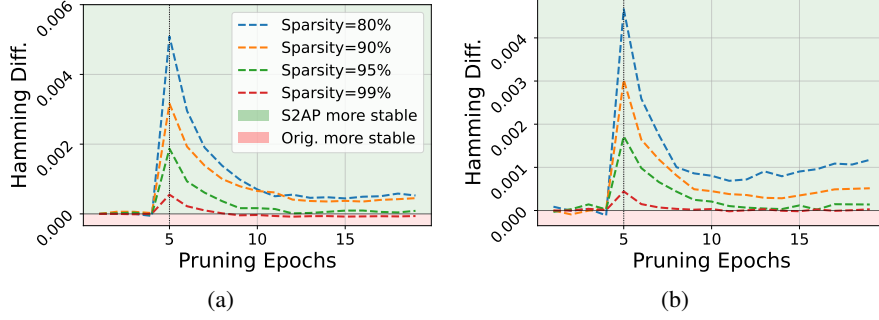 0.006
0.004
0.002
0.000
Hamming Diff.
5
10
15
Pruning Epochs
Sparsity=80%
Sparsity=90%
Sparsity=95%
Sparsity=99%
S2AP more stable
Orig. more stable
(a)
0.004
0.003
0.002
0.001
0.000
Hamming Diff.
5
10
15
Pruning Epochs
(b)